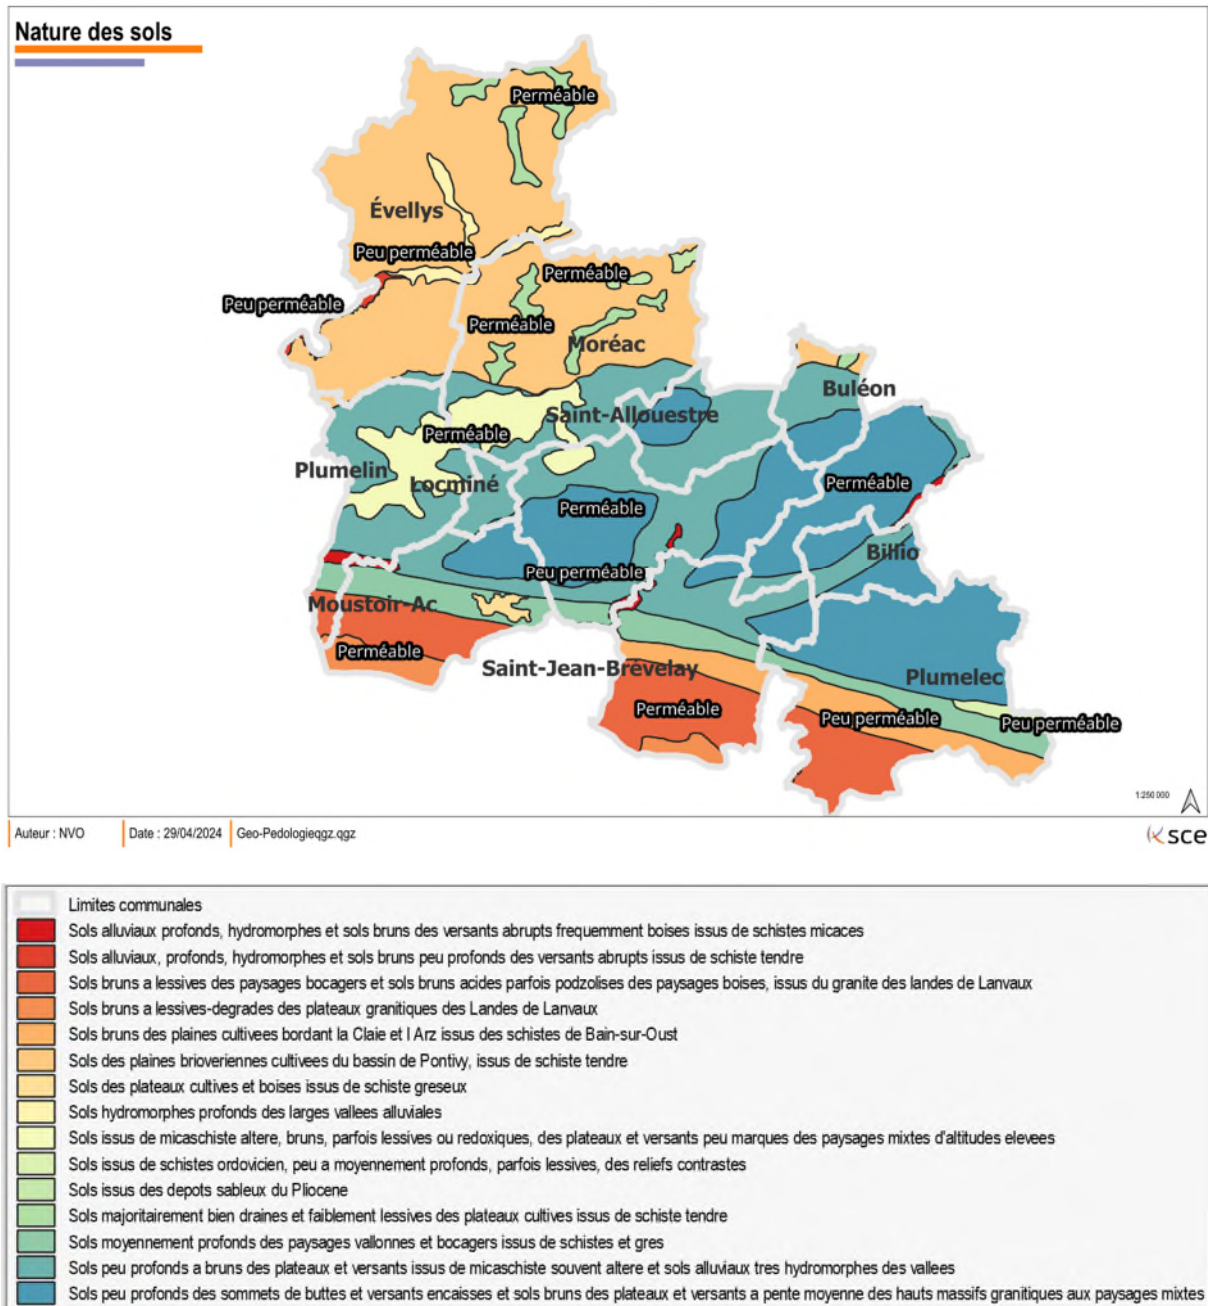 Nature des sols
Perméable
Évellys
Peu perméable
Perméable
Peu perméable
Perméable
Moréac
Buléon
Saint-Allouestre
Perméable
Plumelin
Locminé
Perméable
Perméable
Billio
Peu perméable
Moustoir-Ac
Perméable
Saint-Jean-Brévelay
Plumelec
Perméable
Peu perméable
Peu perméable
1:250 000
Auteur : NVO
Date : 29/04/2024
Geo-Pedologieqgz.qgz
sce
Limites communales
Sols alluviaux profonds, hydromorphes et sols bruns des versants abrupts frequemment boises issus de schistes micaces
Sols alluviaux, profonds, hydromorphes et sols bruns peu profonds des versants abrupts issus de schiste tendre
Sols bruns a lessives des paysages bocagers et sols bruns acides parfois podzolises des paysages boises, issus du granite des landes de Lanvaux
Sols bruns a lessives-degrades des plateaux granitiques des Landes de Lanvaux
Sols bruns des plaines cultivees bordant la Claie et l Arz issus des schistes de Bain-sur-Oust
Sols des plaines brioveriennes cultivees du bassin de Pontivy, issus de schiste tendre
Sols des plateaux cultives et boises issus de schiste greseux
Sols hydromorphes profonds des larges vallees alluviales
Sols issus de micaschiste altere, bruns, parfois lessives ou redoxiques, des plateaux et versants peu marques des paysages mixtes d'altitudes elevees
Sols issus de schistes ordovicien, peu a moyennement profonds, parfois lessives, des reliefs contrastes
Sols issus des depots sableux du Pliocene
Sols majoritairement bien draines et faiblement lessives des plateaux cultives issus de schiste tendre
Sols moyennement profonds des paysages vallonnes et bocagers issus de schistes et gres
Sols peu profonds a bruns des plateaux et versants issus de micaschiste souvent altere et sols alluviaux tres hydromorphes des vallees
Sols peu profonds des sommets de buttes et versants encaisses et sols bruns des plateaux et versants a pente moyenne des hauts massifs granitiques aux paysages mixtes